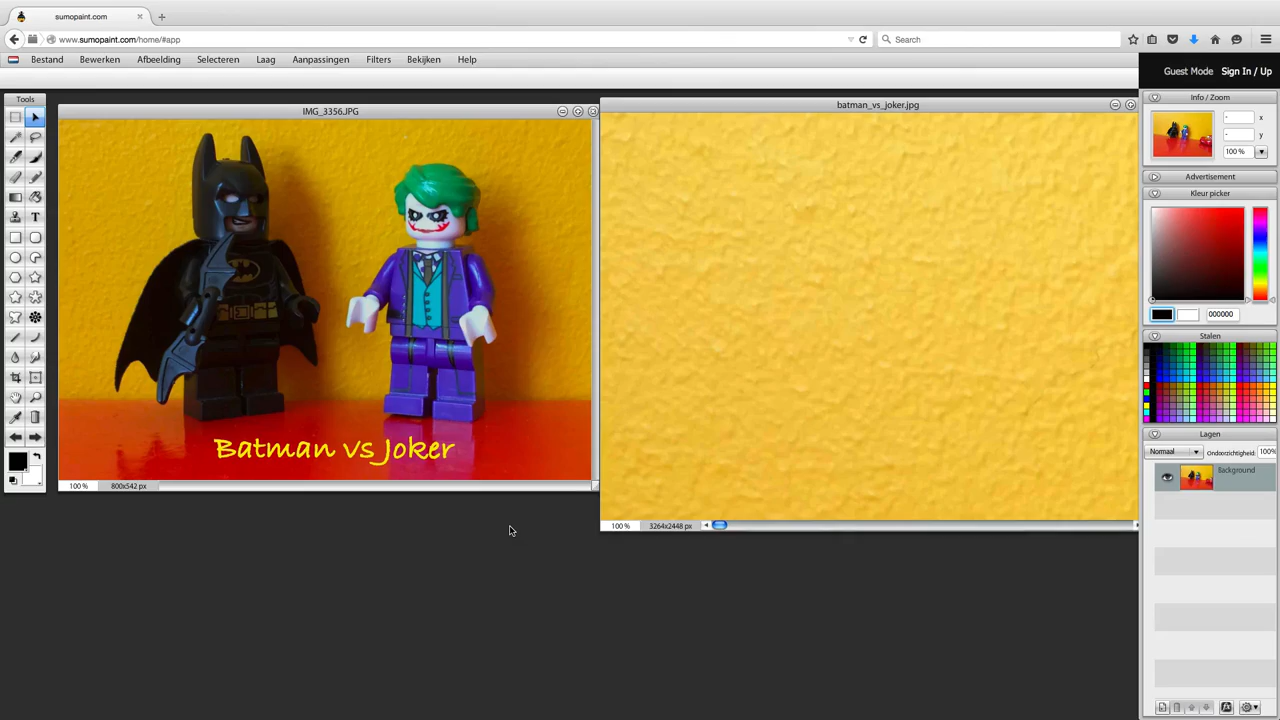 sumopaint.com
www.sumopaint.com/home/#app
Search
Bestand Bewerken Afbeelding Selecteren Laag Aanpassingen Filters Bekijken Help
Guest Mode Sign In / Up
Tools
IMG_3356.JPG
batman_vs_joker.jpg
Info / Zoom
- x
- y
100 %
Advertisement
Kleur picker
000000
Stalen
Lagen
Normaal Ondoorzichtigheid: 100%
Background
Batman vs Joker
100 % 800x542 px
100 % 3264x2448 px